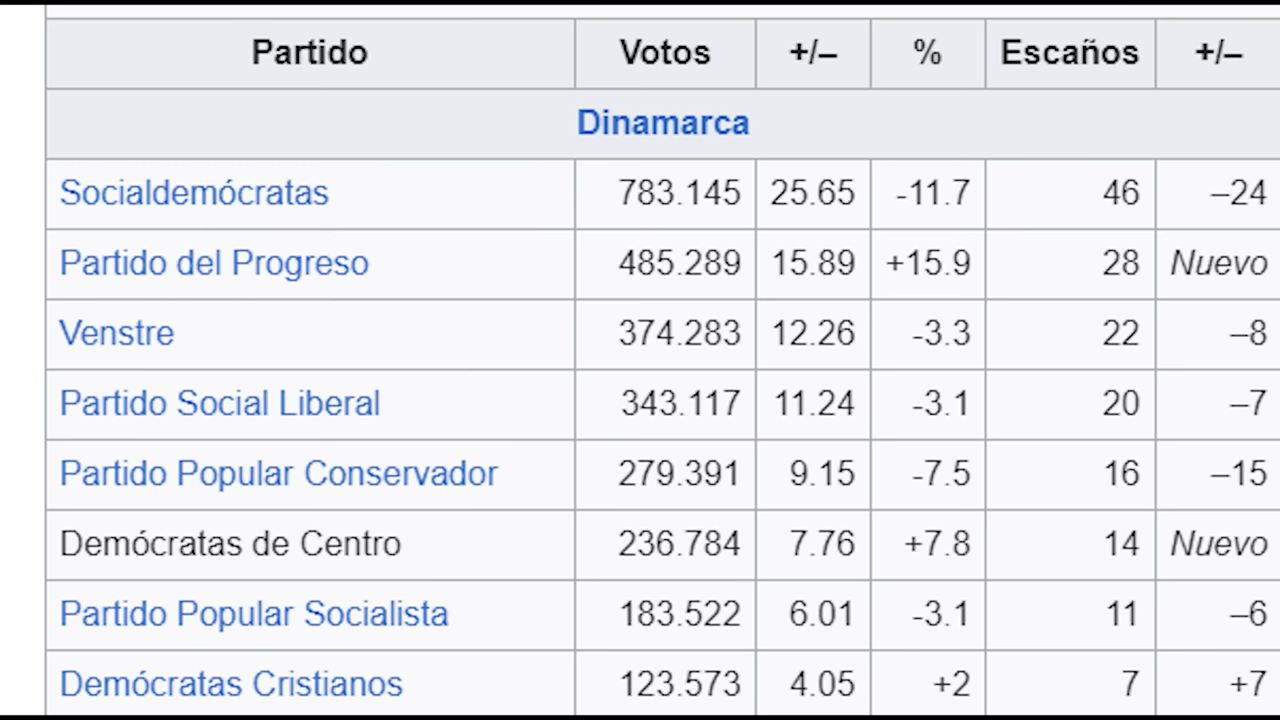 Partido Votos +/– % Escaños +/–
Dinamarca
Socialdemócratas 783.145 25.65 -11.7 46 –24
Partido del Progreso 485.289 15.89 +15.9 28 Nuevo
Venstre 374.283 12.26 -3.3 22 –8
Partido Social Liberal 343.117 11.24 -3.1 20 –7
Partido Popular Conservador 279.391 9.15 -7.5 16 –15
Demócratas de Centro 236.784 7.76 +7.8 14 Nuevo
Partido Popular Socialista 183.522 6.01 -3.1 11 –6
Demócratas Cristianos 123.573 4.05 +2 7 +7